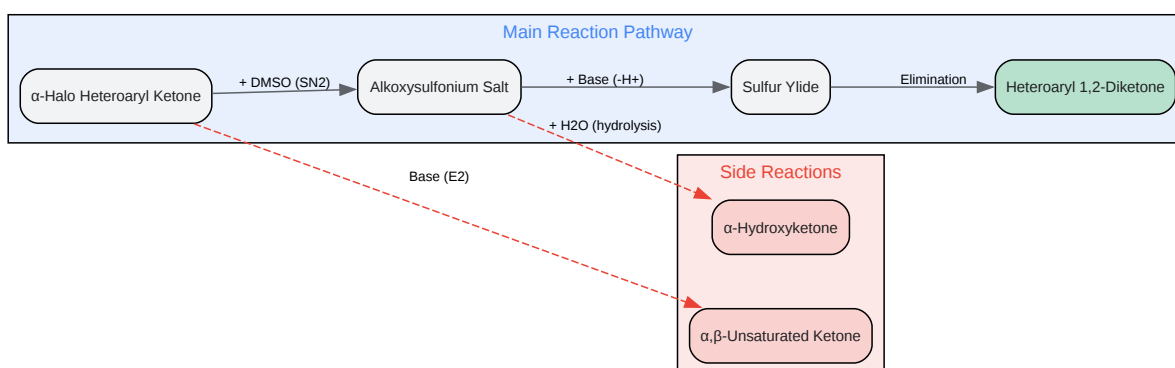 Main Reaction Pathway
α-Halo Heteroaryl Ketone
+ DMSO (SN2)
Alkoxysulfonium Salt
+ Base (-H+)
Sulfur Ylide
Elimination
Heteroaryl 1,2-Diketone
+ H2O (hydrolysis)
Base (E2)
Side Reactions
α-Hydroxyketone
α,β-Unsaturated Ketone